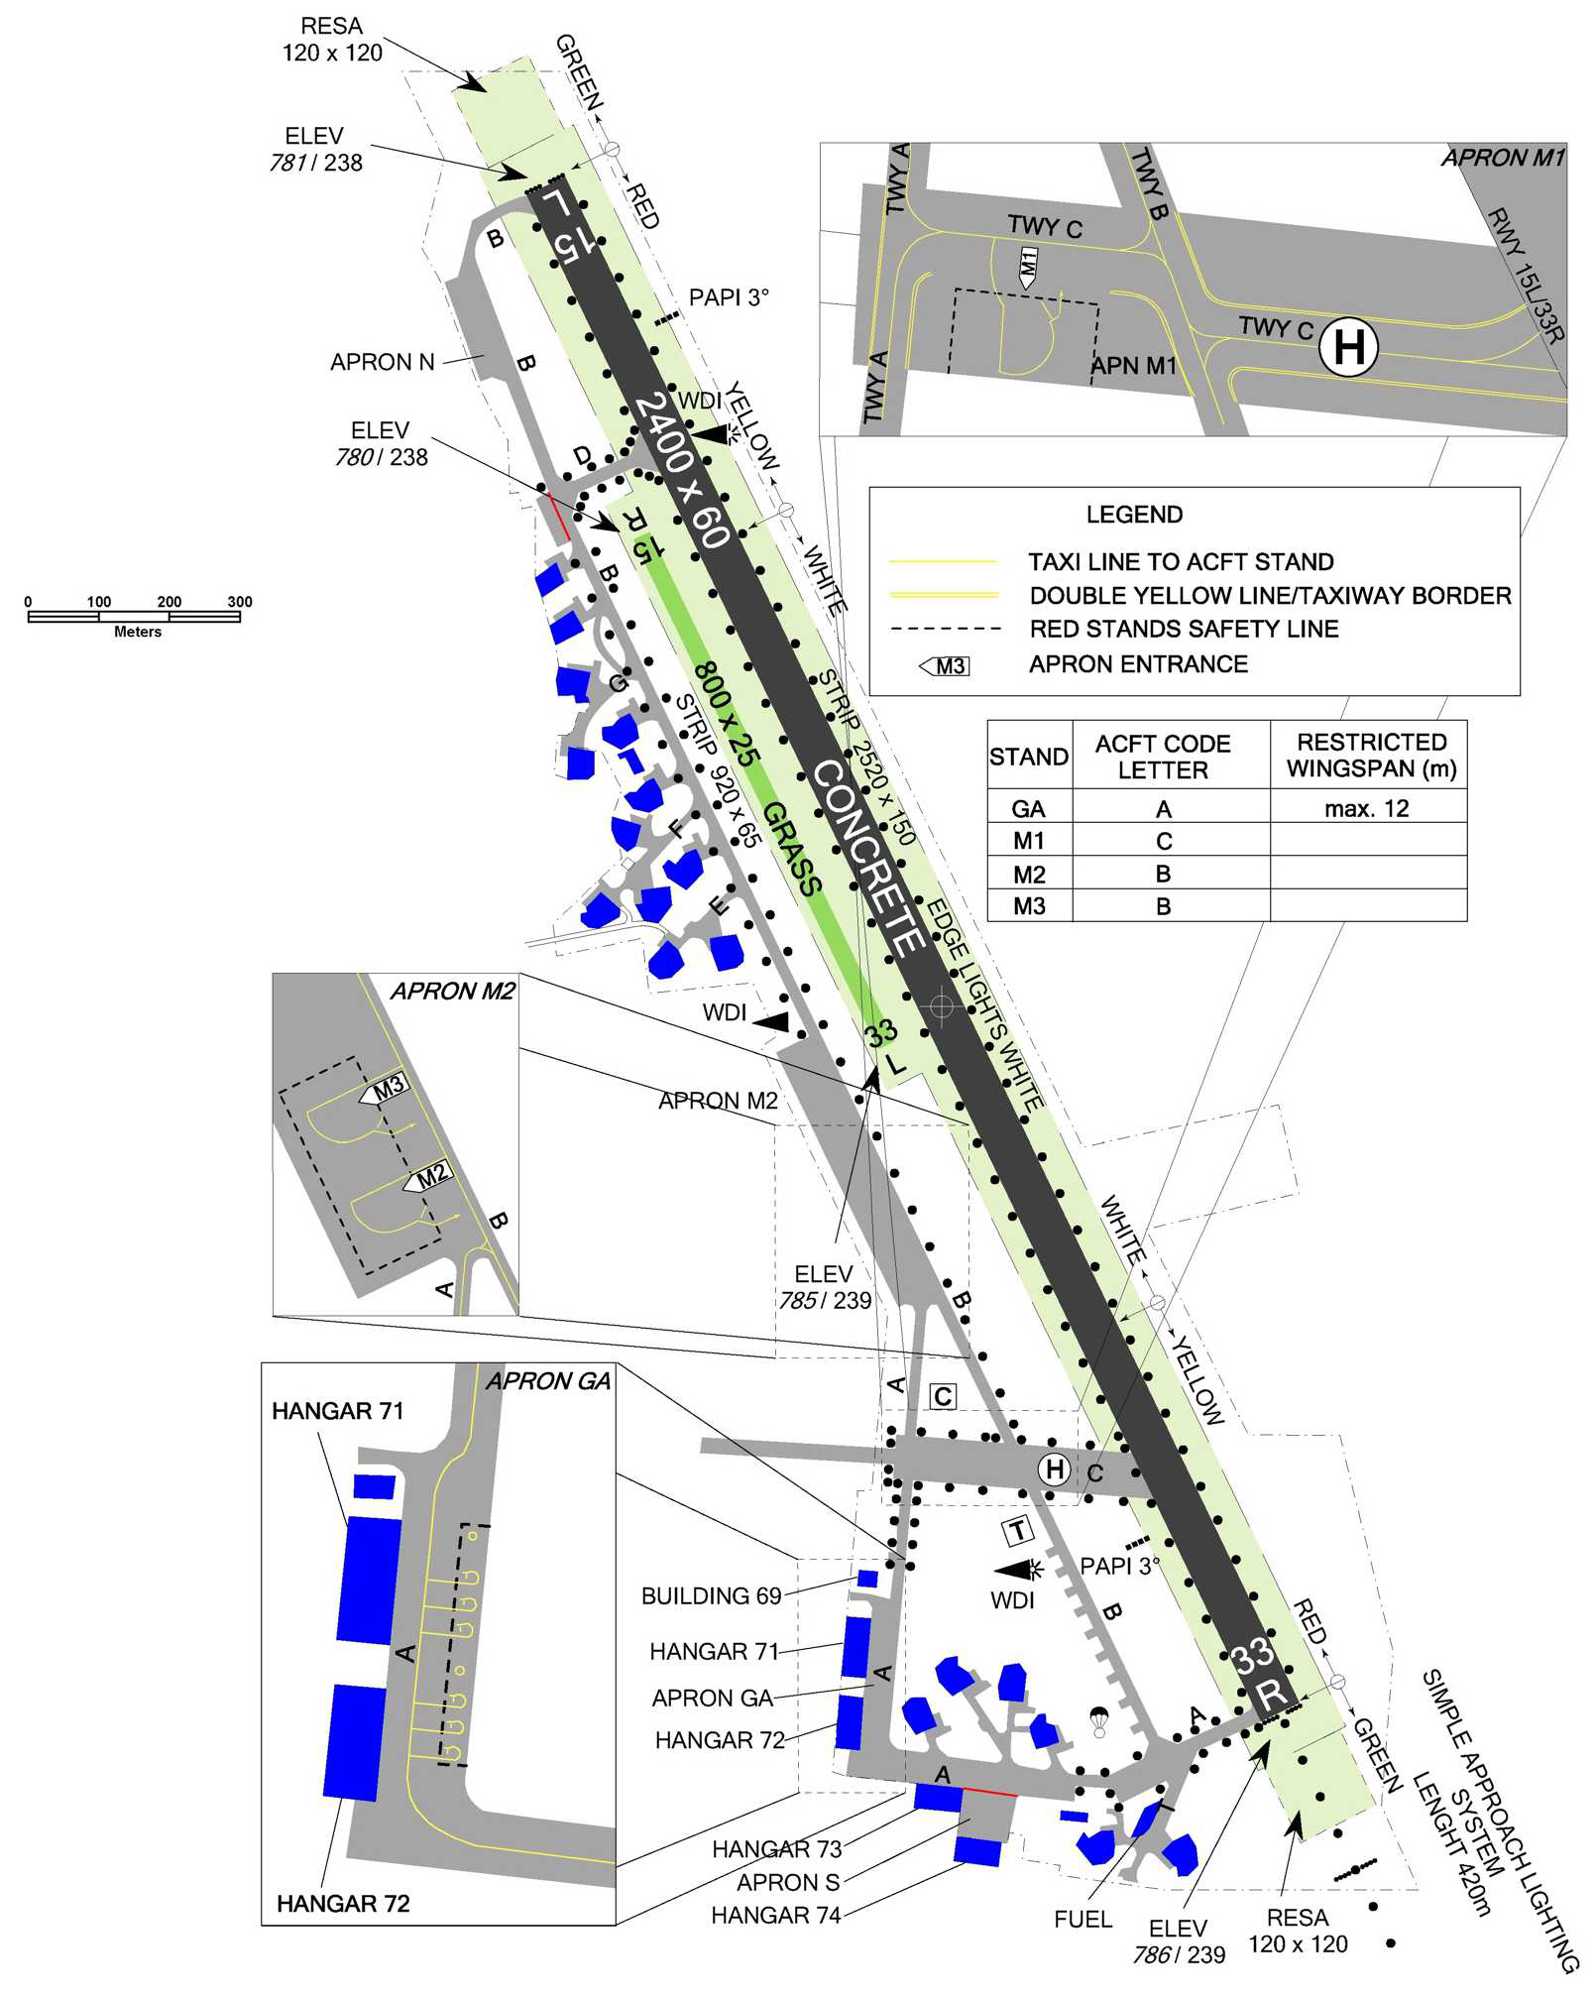 RESA
120 x 120
GREEN
ELEV
781 / 238
RED
15
L
B
PAPI 3°
APRON N
B
WDI
YELLOW
ELEV
780 / 238
D
2400 x 60
WHITE
15
R
B
0 100 200 300
Meters
G
800 x 25
STRIP 920 x 65
STRIP 2520 x 150
CONCRETE
GRASS
F
E
EDGE LIGHTS WHITE
WDI
33
L
APRON M2
ELEV
785 / 239
WHITE
YELLOW
B
A
C
H
C
T
PAPI 3°
WDI
B
BUILDING 69
HANGAR 71
A
APRON GA
HANGAR 72
A
A
33
R
RED
GREEN
HANGAR 73
APRON S
HANGAR 74
FUEL
ELEV
786 / 239
RESA
120 x 120
SIMPLE APPROACH LIGHTING
SYSTEM
LENGHT 420m
APRON M1
TWY A
TWY B
TWY C
M1
RWY 15L/33R
TWY C
H
APN M1
TWY A
LEGEND
TAXI LINE TO ACFT STAND
DOUBLE YELLOW LINE/TAXIWAY BORDER
RED STANDS SAFETY LINE
M3 APRON ENTRANCE
STAND ACFT CODE LETTER RESTRICTED WINGSPAN (m)
GA A max. 12
M1 C
M2 B
M3 B
APRON M2
M3
M2
B
A
APRON GA
HANGAR 71
A
HANGAR 72